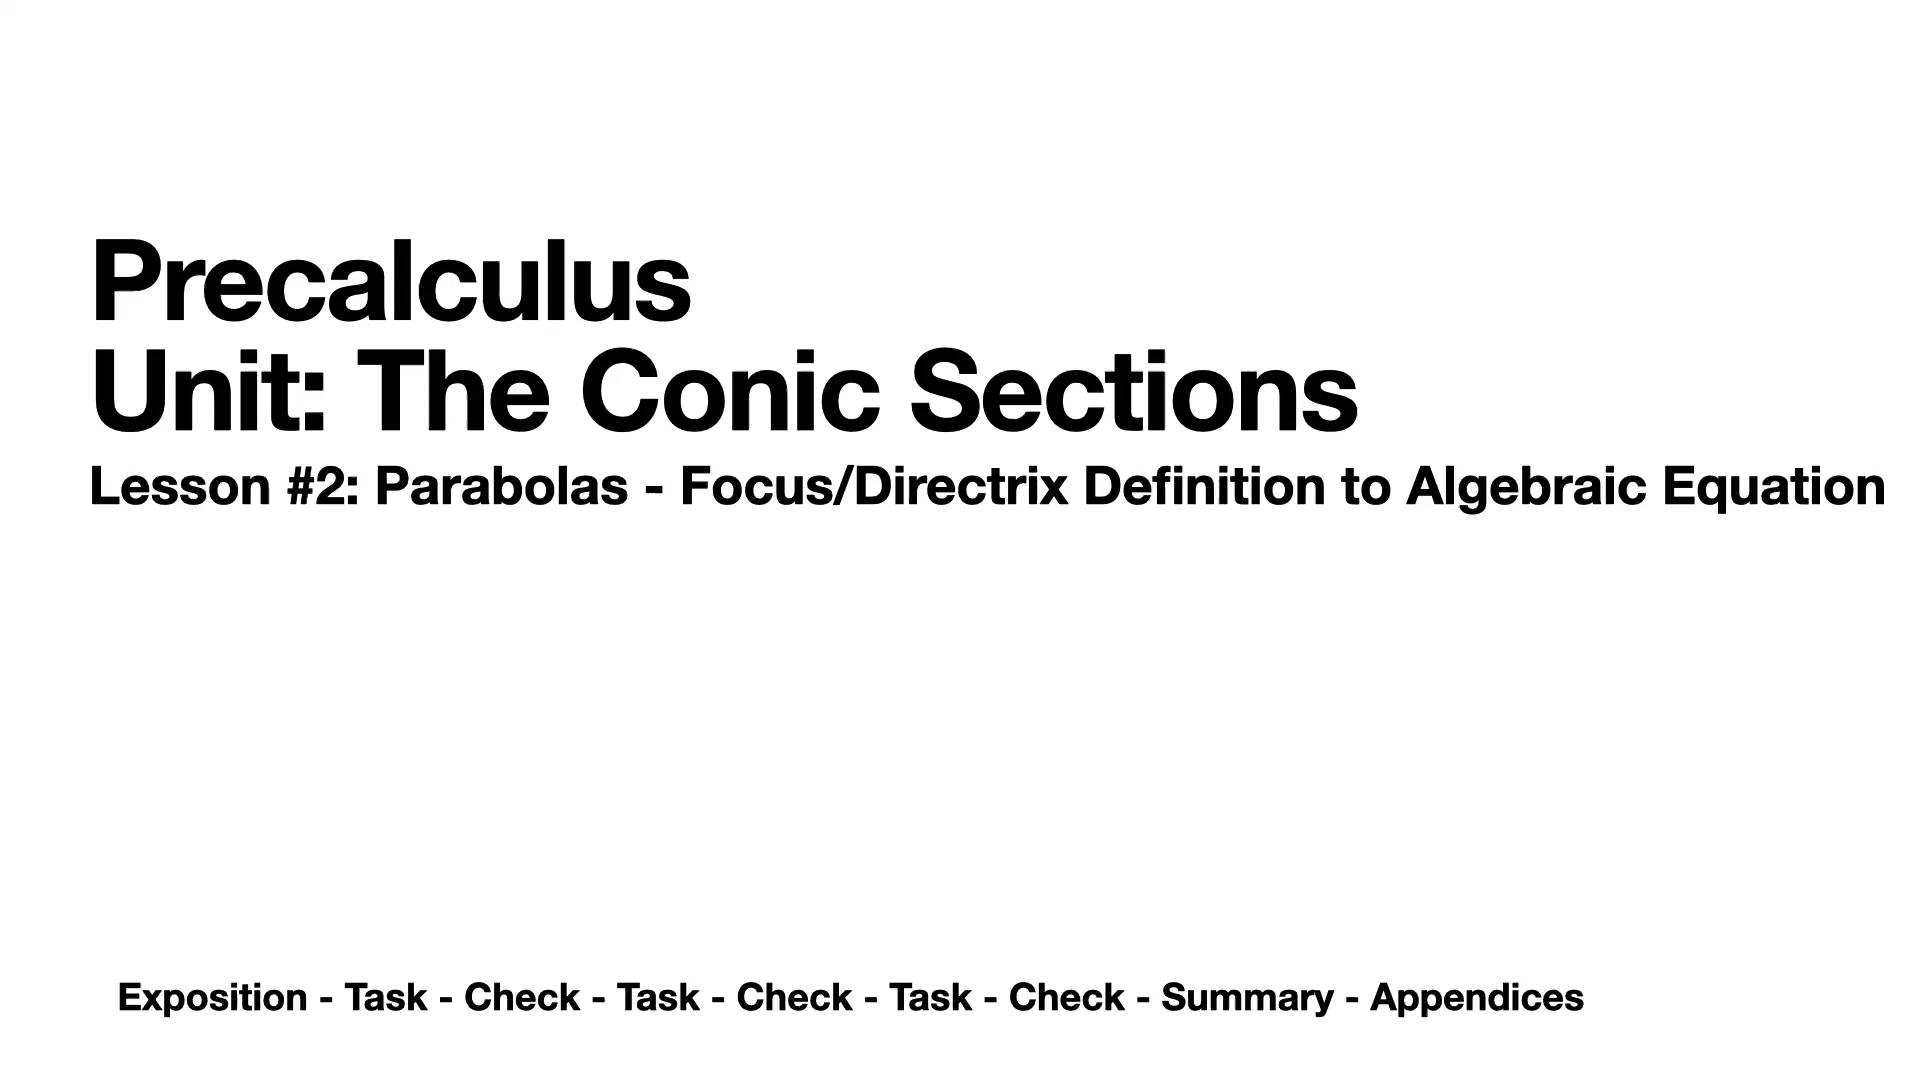 Precalculus
Unit: The Conic Sections
Lesson #2: Parabolas - Focus/Directrix Definition to Algebraic Equation
Exposition - Task - Check - Task - Check - Task - Check - Summary - Appendices